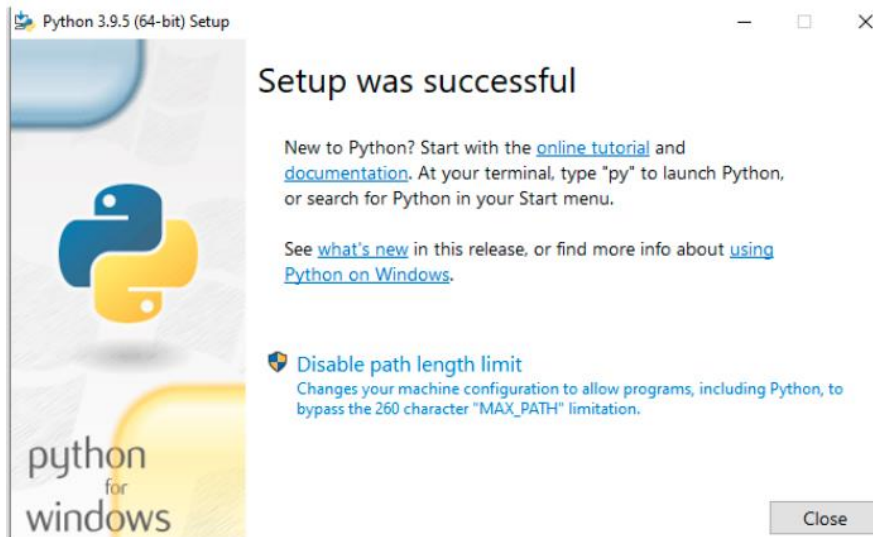 Python 3.9.5 (64-bit) Setup
Setup was successful
New to Python? Start with the online tutorial and
documentation. At your terminal, type "py" to launch Python,
or search for Python in your Start menu.
See what's new in this release, or find more info about using
Python on Windows.
Disable path length limit
Changes your machine configuration to allow programs, including Python, to
bypass the 260 character "MAX_PATH" limitation.
python
for
windows
Close